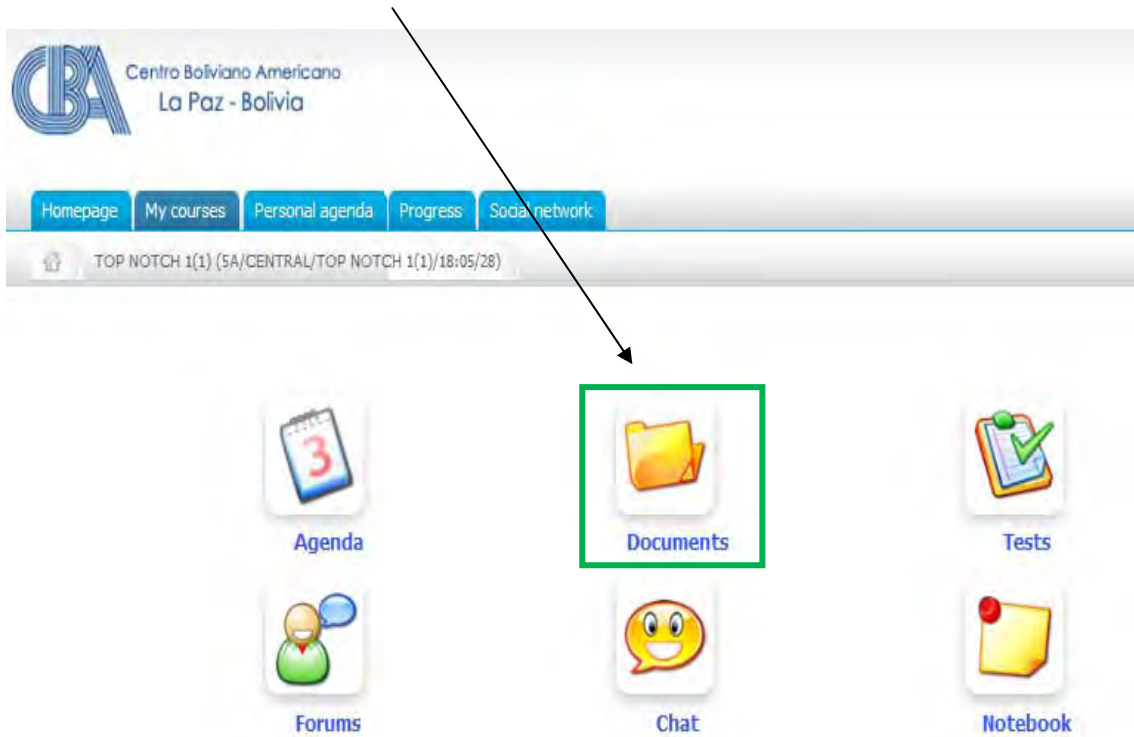 CBA
Centro Boliviano Americano
La Paz - Bolivia
Homepage My courses Personal agenda Progress Social network
TOP NOTCH 1(1) (5A/CENTRAL/TOP NOTCH 1(1)/18:05/28)
3
Agenda Documents Tests
Forums Chat Notebook